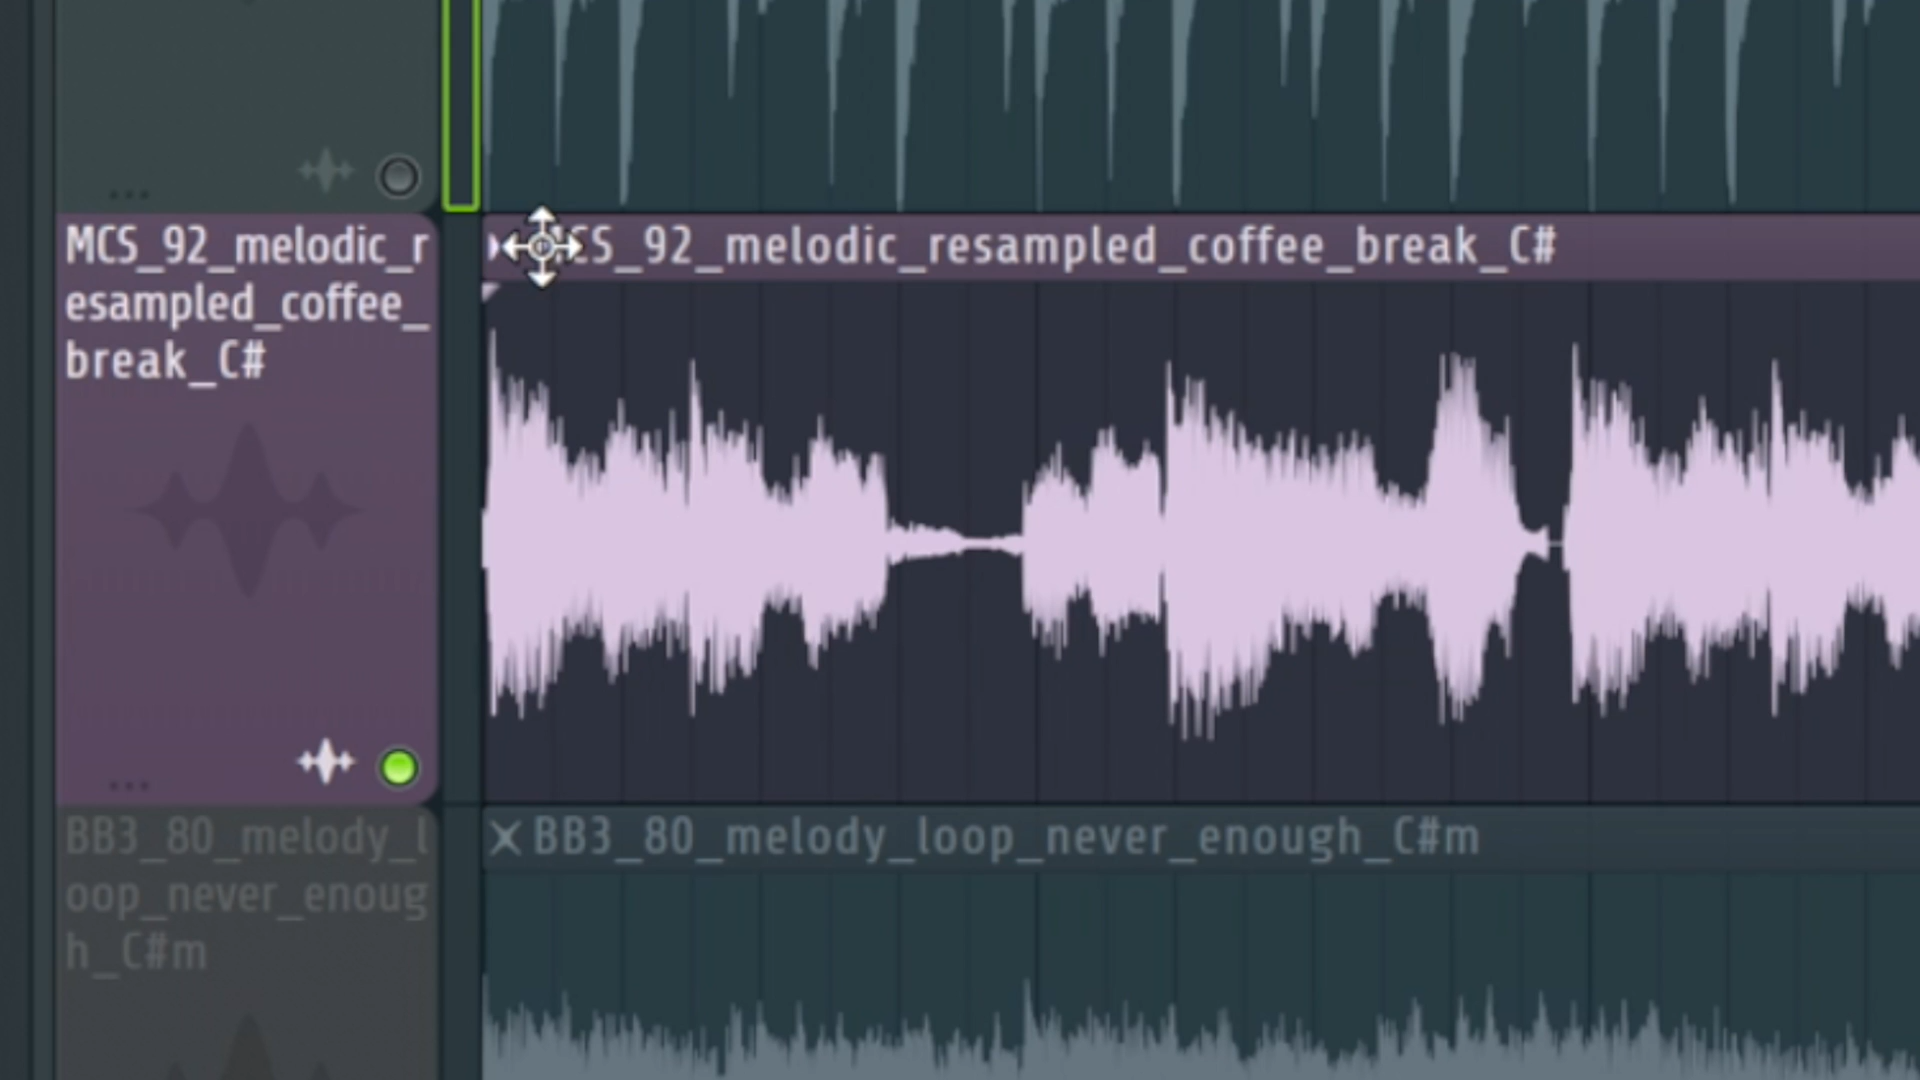 MCS_92_melodic_r
esampled_coffee_
break_C#
CS_92_melodic_resampled_coffee_break_C#
BB3_80_melody_l
oop_never_enoug
h_C#m
BB3_80_melody_loop_never_enough_C#m